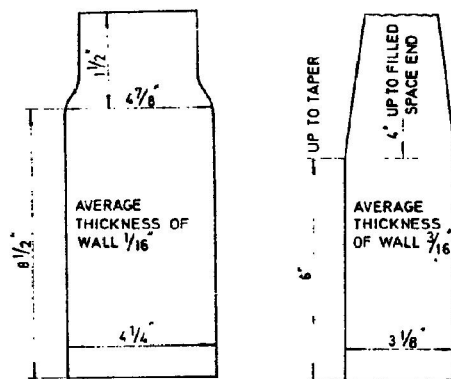 1 1/2"
4 7/8"
8 1/2"
AVERAGE
THICKNESS OF
WALL 1/16"
4 1/4"
UP TO TAPER
4" UP TO FILLED
SPACE END
6"
AVERAGE
THICKNESS
OF WALL 3/16"
3 1/8"